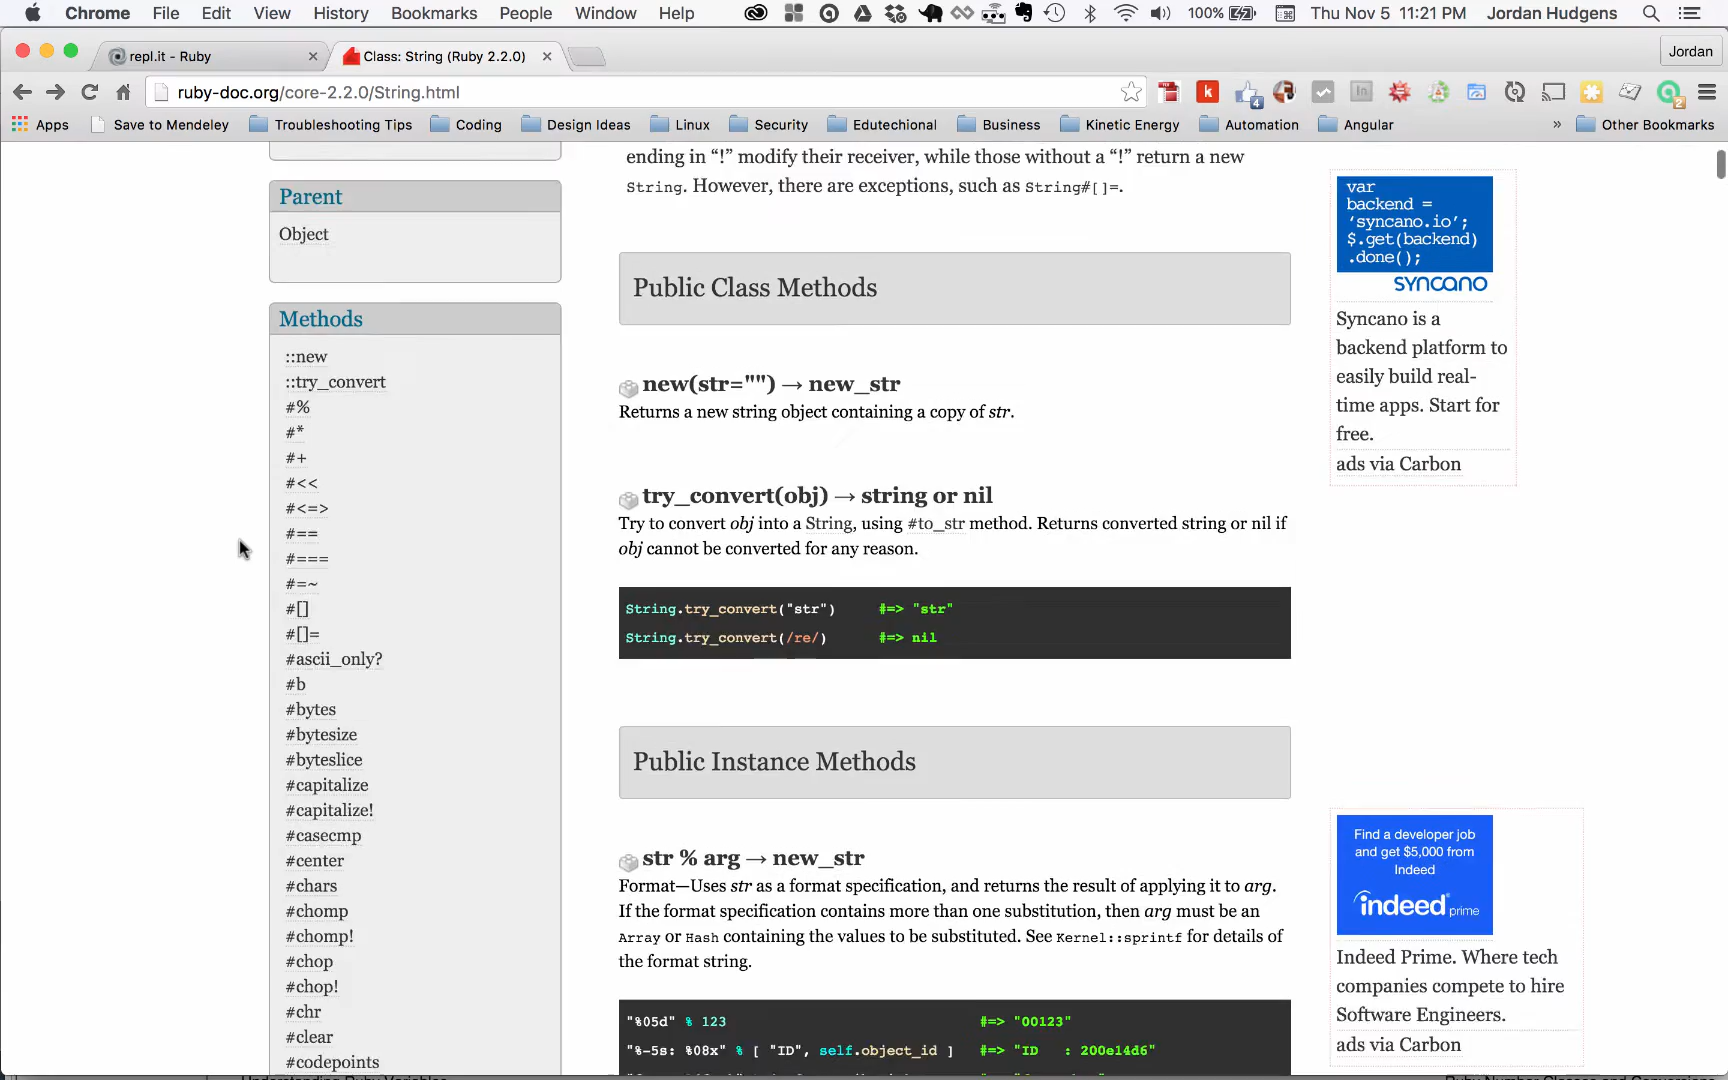 Chrome File Edit View History Bookmarks People Window Help 100% Thu Nov 5 11:21 PM Jordan Hudgens
repl.it - Ruby
Class: String (Ruby 2.2.0)
Jordan
ruby-doc.org/core-2.2.0/String.html
Apps Save to Mendeley Troubleshooting Tips Coding Design Ideas Linux Security Edutechional Business Kinetic Energy Automation Angular » Other Bookmarks
Parent
Object
Methods
::new
::try_convert
#%
#*
#+
#<<
#<=>
#==
#===
#=~
#[]
#[]=
#ascii_only?
#b
#bytes
#bytesize
#byteslice
#capitalize
#capitalize!
#casecmp
#center
#chars
#chomp
#chomp!
#chop
#chop!
#chr
#clear
#codepoints
ending in “!” modify their receiver, while those without a “!” return a new
String. However, there are exceptions, such as String#[]=.
Public Class Methods
new(str="") → new_str
Returns a new string object containing a copy of str.
try_convert(obj) → string or nil
Try to convert obj into a String, using #to_str method. Returns converted string or nil if
obj cannot be converted for any reason.
String.try_convert("str") #=> "str"
String.try_convert(/re/) #=> nil
Public Instance Methods
str % arg → new_str
Format—Uses str as a format specification, and returns the result of applying it to arg.
If the format specification contains more than one substitution, then arg must be an
Array or Hash containing the values to be substituted. See Kernel::sprintf for details of
the format string.
"%05d" % 123 #=> "00123"
"%-5s: %08x" % [ "ID", self.object_id ] #=> "ID : 200e14d6"
var
backend =
‘syncano.io’;
$.get(backend)
.done();
syncano
Syncano is a
backend platform to
easily build real-
time apps. Start for
free.
ads via Carbon
Find a developer job
and get $5,000 from
Indeed
indeed prime
Indeed Prime. Where tech
companies compete to hire
Software Engineers.
ads via Carbon